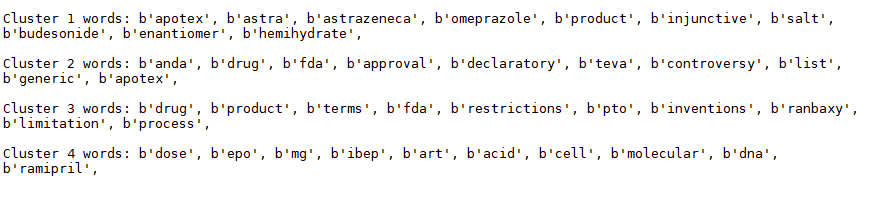 Cluster 1 words: b'apotex', b'astra', b'astrazeneca', b'omeprazole', b'product', b'injunctive', b'salt',
b'budesonide', b'enantiomer', b'hemihydrate',
Cluster 2 words: b'anda', b'drug', b'fda', b'approval', b'declaratory', b'teva', b'controversy', b'list',
b'generic', b'apotex',
Cluster 3 words: b'drug', b'product', b'terms', b'fda', b'restrictions', b'pto', b'inventions', b'ranbaxy',
b'limitation', b'process',
Cluster 4 words: b'dose', b'epo', b'mg', b'ibep', b'art', b'acid', b'cell', b'molecular', b'dna',
b'ramipril',